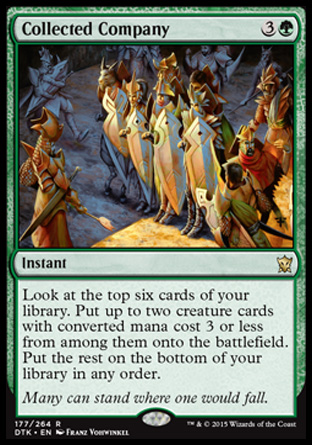 Collected Company 3
Instant
Look at the top six cards of your
library. Put up to two creature cards
with converted mana cost 3 or less
from among them onto the battlefield.
Put the rest on the bottom of your
library in any order.
Many can stand where one would fall.
177/264 R
DTK • EN Franz Vohwinkel
™ & © 2015 Wizards of the Coast